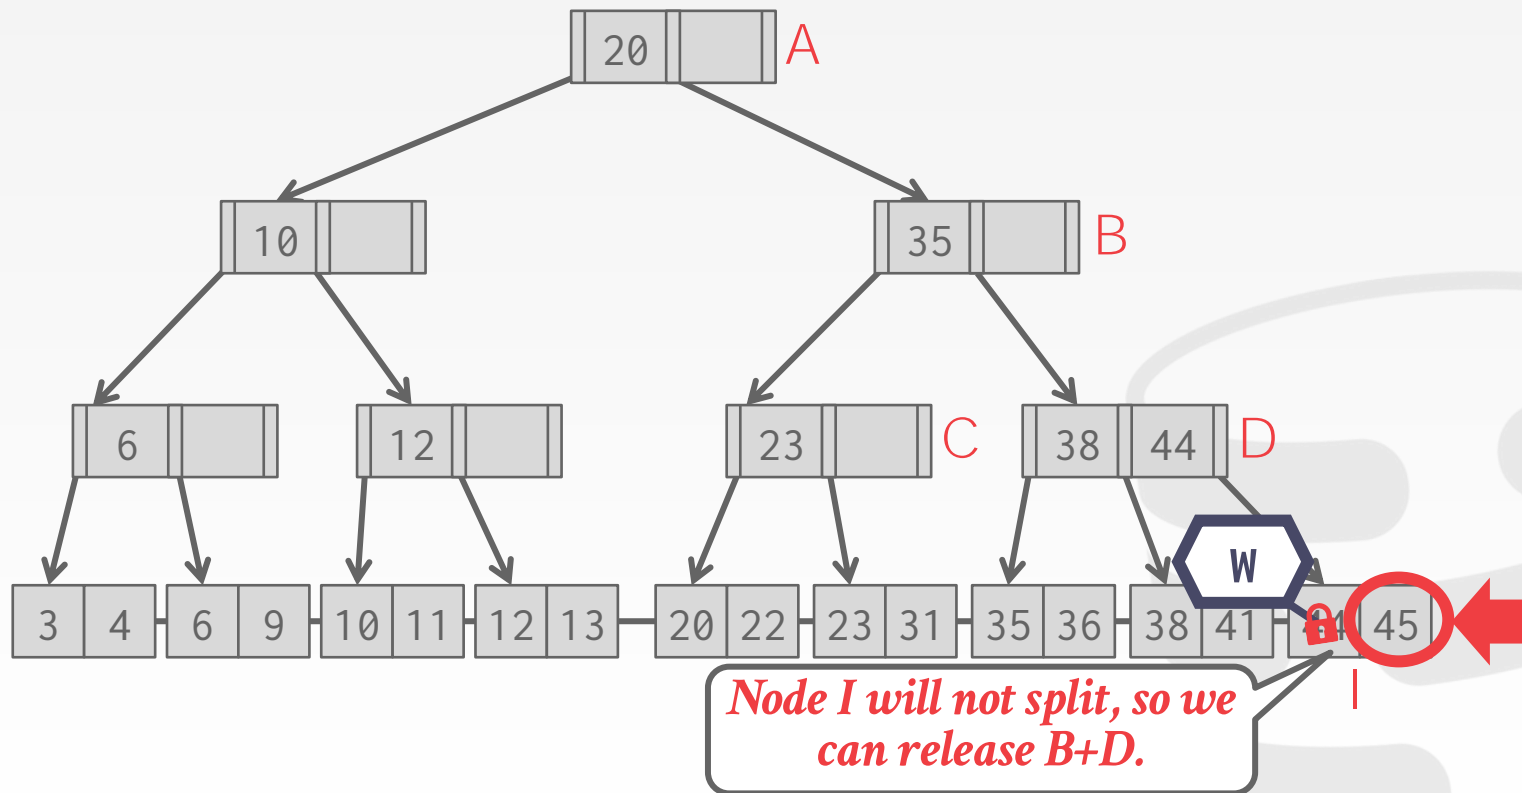 20 A
10 35 B
6 12 23 C 38 44 D
W
3 4 6 9 10 11 12 13 20 22 23 31 35 36 38 41 44 45
I
Node I will not split, so we
can release B+D.